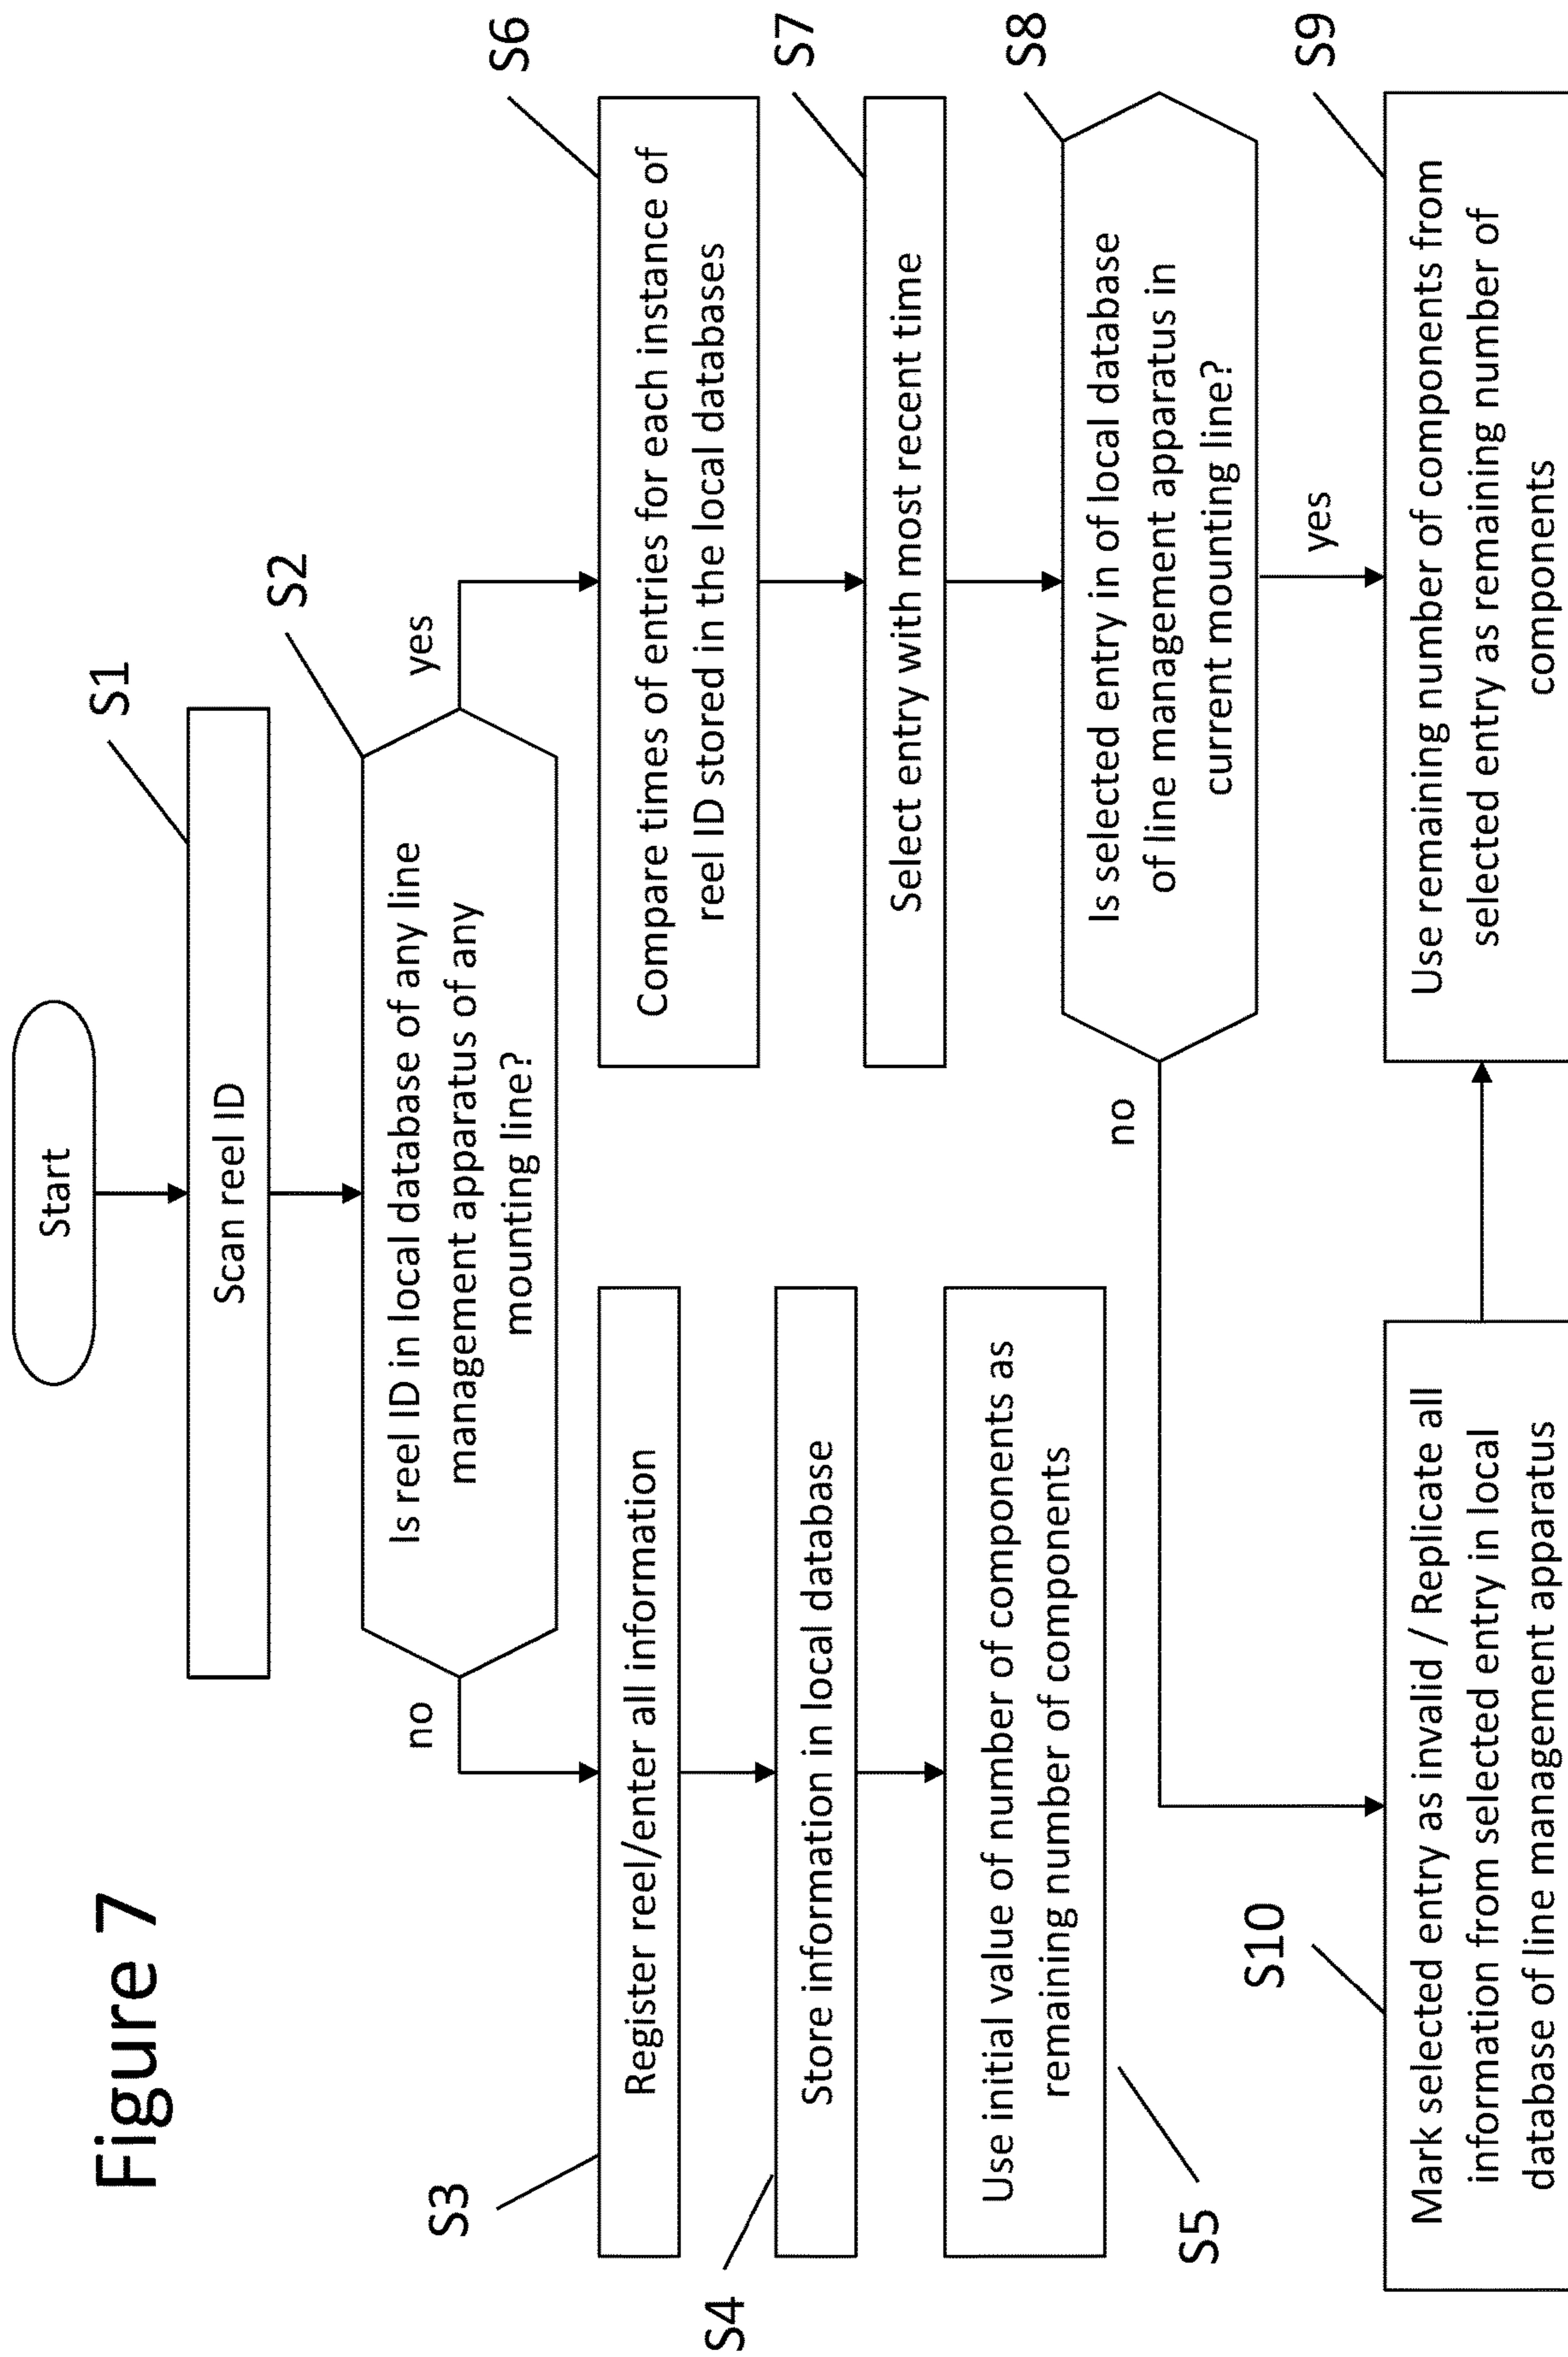 Figure 7
Start
S1
Scan reel ID
S2
Is reel ID in local database of any line
management apparatus of any
mounting line?
no
yes
S3
Register reel/enter all information
S4
Store information in local database
S5
Use initial value of number of components as
remaining number of components
S6
Compare times of entries for each instance of
reel ID stored in the local databases
S7
Select entry with most recent time
S8
Is selected entry in of local database
of line management apparatus in
current mounting line?
no
yes
S10
Mark selected entry as invalid / Replicate all
information from selected entry in local
database of line management apparatus
S9
Use remaining number of components from
selected entry as remaining number of
components